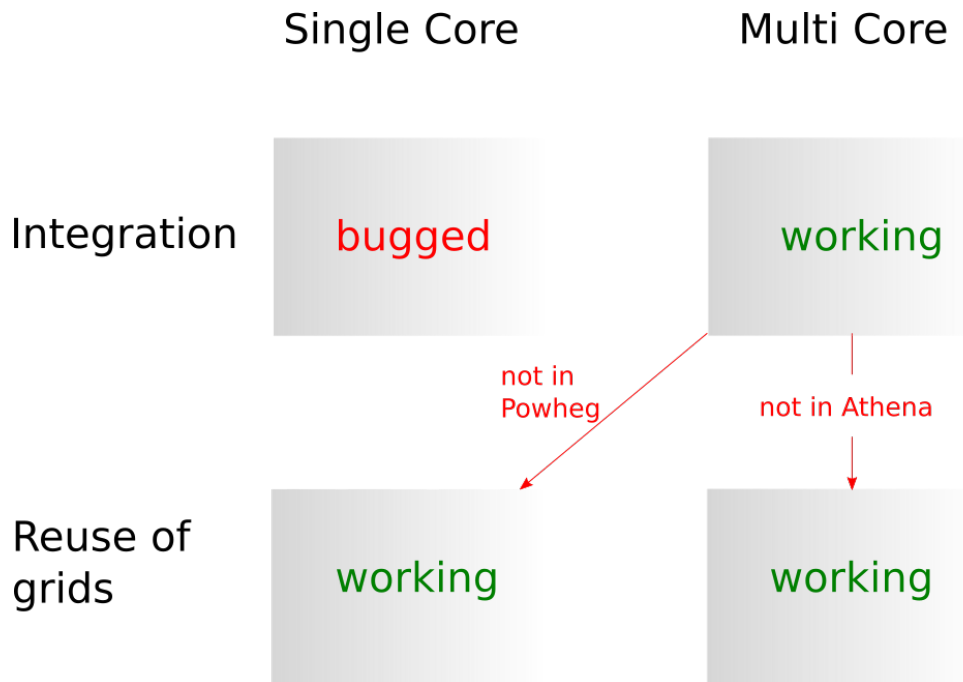 Single Core
Multi Core
Integration
bugged
working
not in
Powheg
not in Athena
Reuse of
grids
working
working